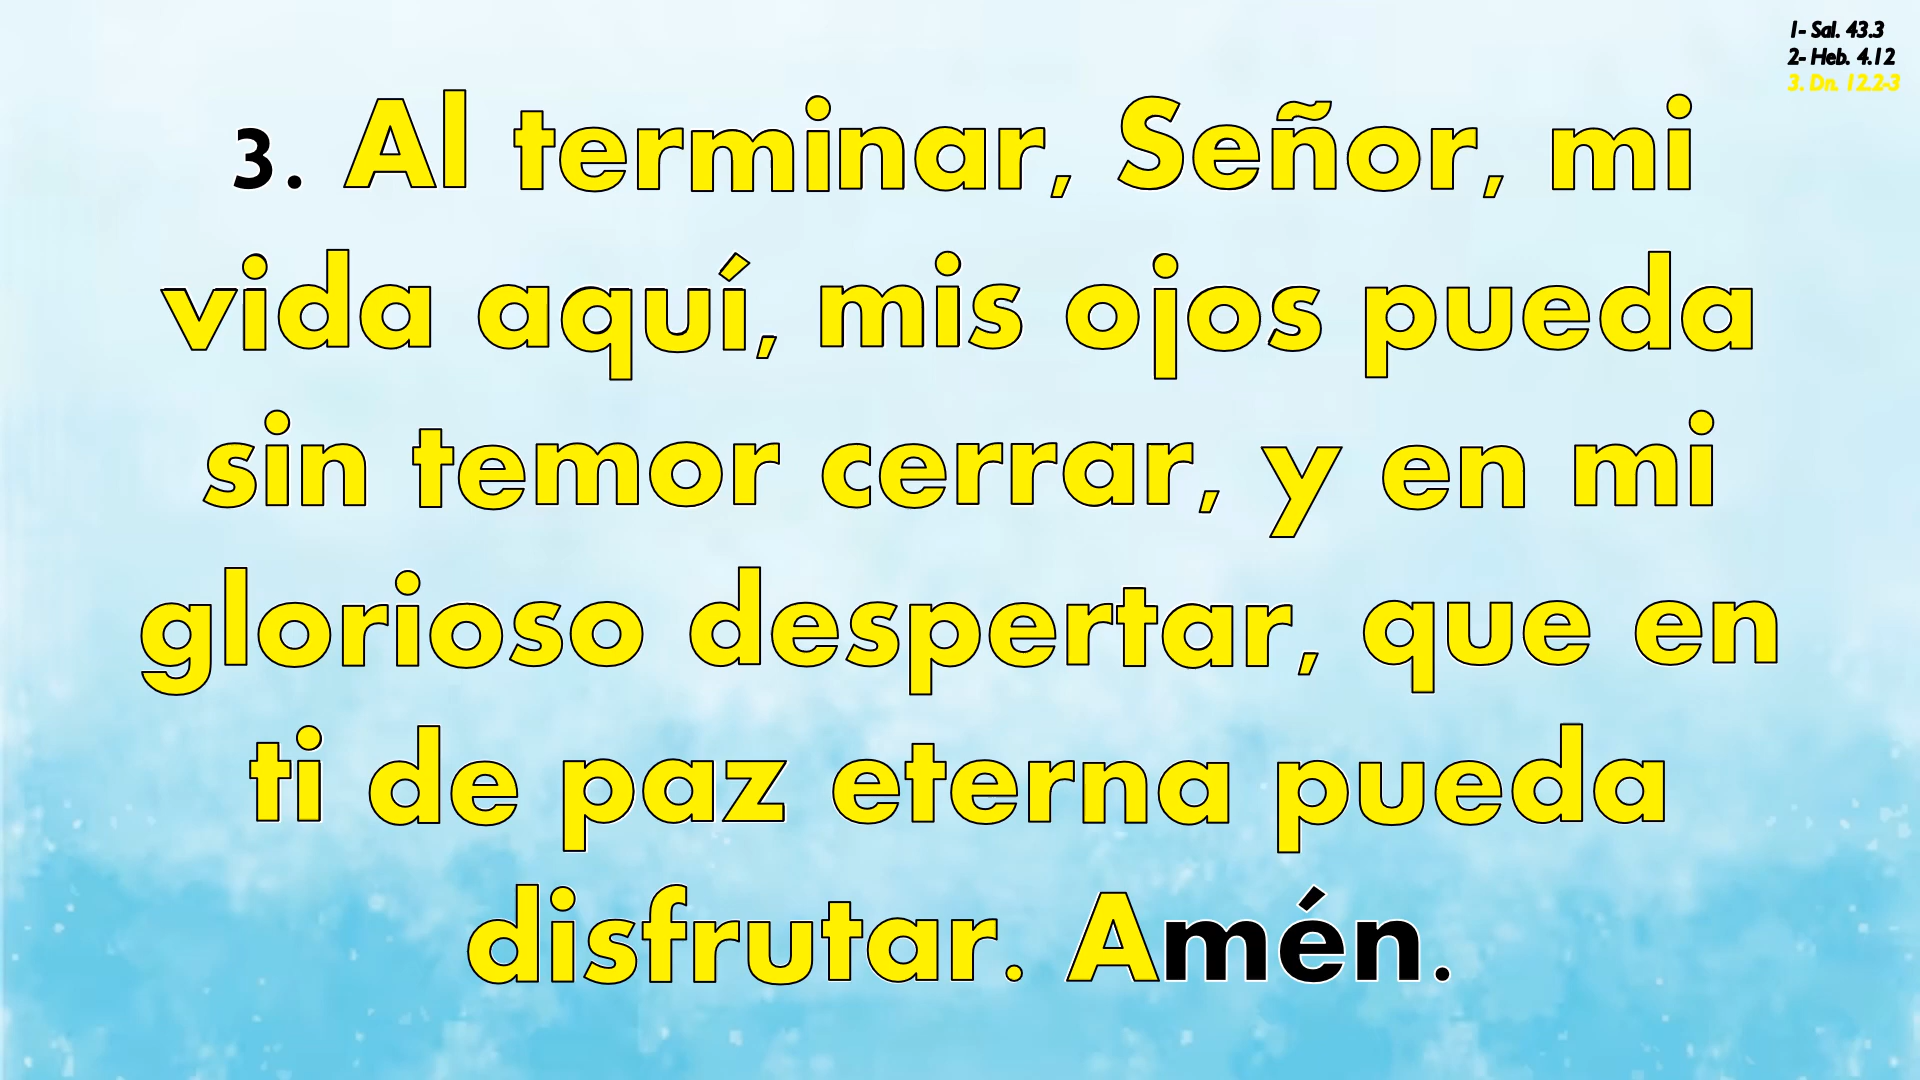 1- Sal. 43.3
2- Heb. 4.12
3. Dn. 12.2-3
3. Al terminar, Señor, mi
vida aquí, mis ojos pueda
sin temor cerrar, y en mi
glorioso despertar, que en
ti de paz eterna pueda
disfrutar. Amén.